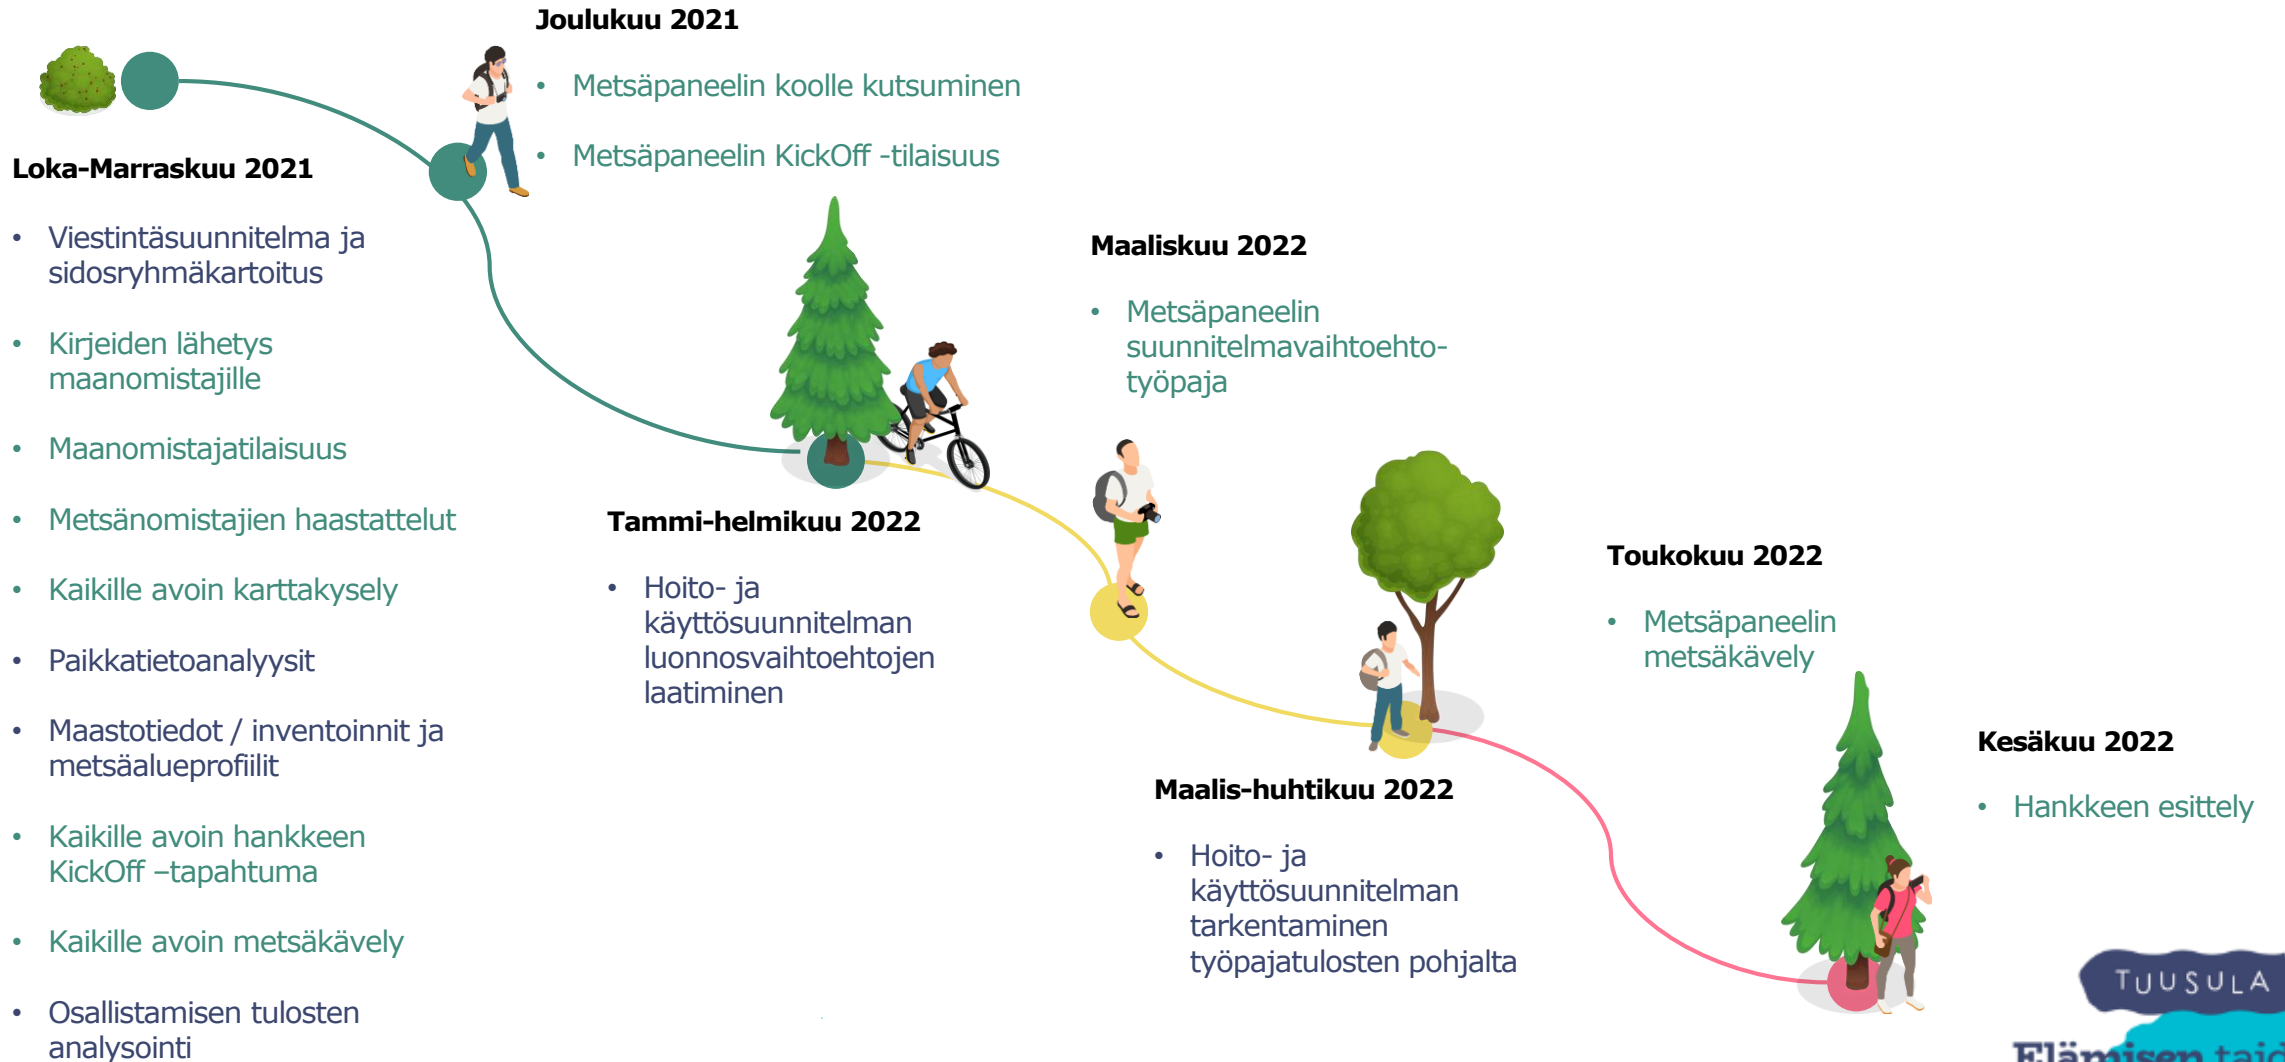 Joulukuu 2021
• Metsäpaneelin koolle kutsuminen
• Metsäpaneelin KickOff -tilaisuus
Loka-Marraskuu 2021
• Viestintäsuunnitelma ja
sidosryhmäkartoitus
• Kirjeiden lähetys
maanomistajille
• Maanomistajatilaisuus
• Metsänomistajien haastattelut
• Kaikille avoin karttakysely
• Paikkatietoanalyysit
• Maastotiedot / inventoinnit ja
metsäalueprofiilit
• Kaikille avoin hankkeen
KickOff –tapahtuma
• Kaikille avoin metsäkävely
• Osallistamisen tulosten
analysointi
Tammi-helmikuu 2022
• Hoito- ja
käyttösuunnitelman
luonnosvaihtoehtojen
laatiminen
Maaliskuu 2022
• Metsäpaneelin
suunnitelmavaihtoehto-
työpaja
Maalis-huhtikuu 2022
• Hoito- ja
käyttösuunnitelman
tarkentaminen
työpajatulosten pohjalta
Toukokuu 2022
• Metsäpaneelin
metsäkävely
Kesäkuu 2022
• Hankkeen esittely
TUUSULA
Elämisen